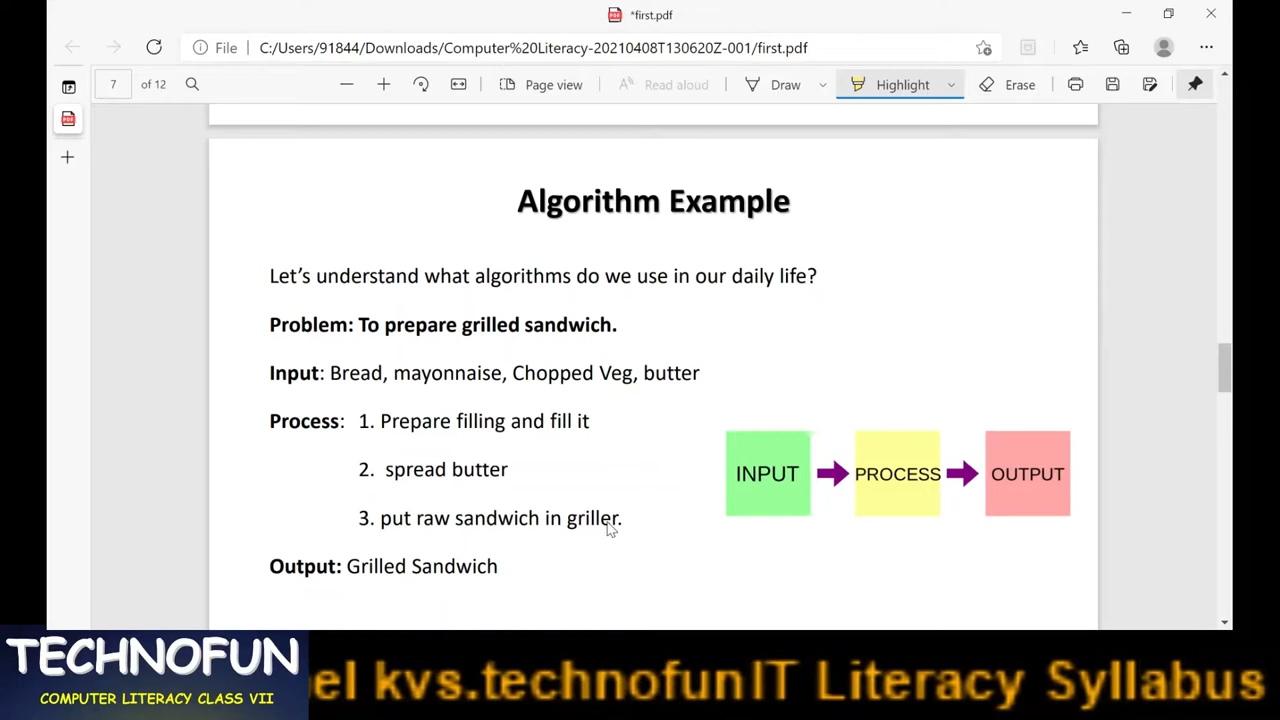 *first.pdf
File C:/Users/91844/Downloads/Computer%20Literacy-20210408T130620Z-001/first.pdf
7 of 12 Page view Read aloud Draw Highlight Erase
Algorithm Example
Let's understand what algorithms do we use in our daily life?
Problem: To prepare grilled sandwich.
Input: Bread, mayonnaise, Chopped Veg, butter
Process: 1. Prepare filling and fill it
2. spread butter
3. put raw sandwich in griller.
Output: Grilled Sandwich
INPUT PROCESS OUTPUT
TECHNOFUN
COMPUTER LITERACY CLASS VII
el kvs.technofunIT Literacy Syllabus